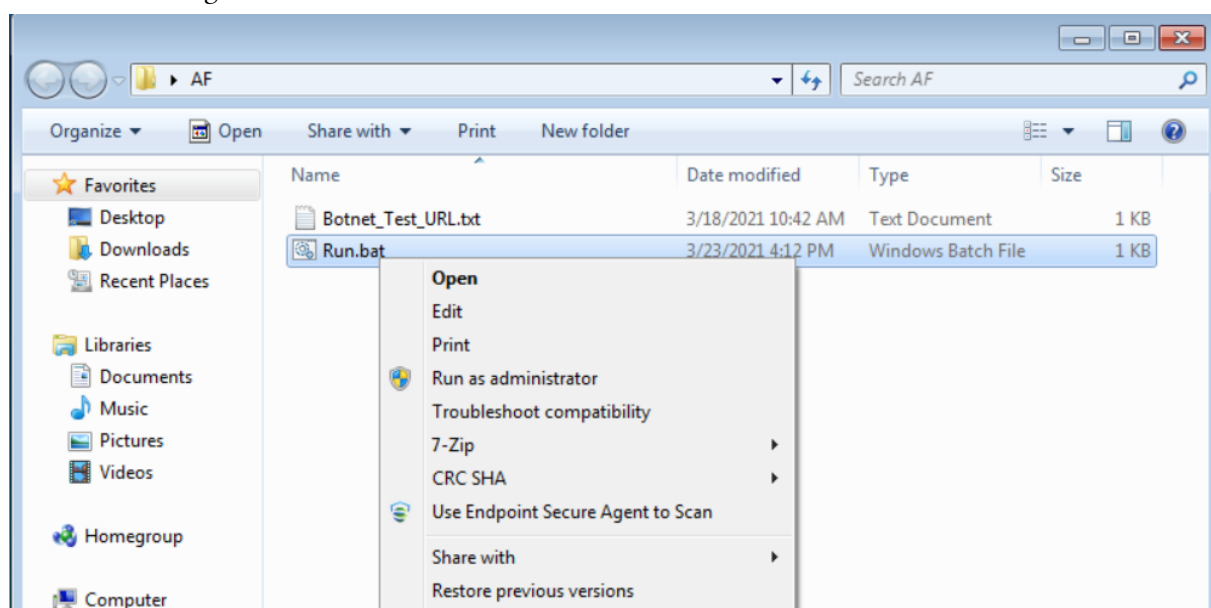 AF Search AF
Organize Open Share with Print New folder
Name Date modified Type Size
Favorites
Desktop
Downloads
Recent Places
Libraries
Documents
Music
Pictures
Videos
Homegroup
Computer
Botnet_Test_URL.txt 3/18/2021 10:42 AM Text Document 1 KB
Run.bat 3/23/2021 4:12 PM Windows Batch File 1 KB
Open
Edit
Print
Run as administrator
Troubleshoot compatibility
7-Zip
CRC SHA
Use Endpoint Secure Agent to Scan
Share with
Restore previous versions